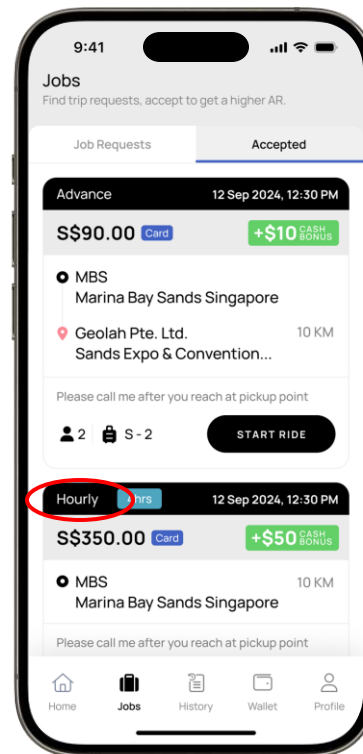 9:41
Jobs
Find trip requests, accept to get a higher AR.
Job Requests Accepted
Advance 12 Sep 2024, 12:30 PM
S$90.00 Card +$10 CASH BONUS
MBS
Marina Bay Sands Singapore
Geolah Pte. Ltd. 10 KM
Sands Expo & Convention...
Please call me after you reach at pickup point
2 S - 2 START RIDE
Hourly hrs 12 Sep 2024, 12:30 PM
S$350.00 Card +$50 CASH BONUS
MBS 10 KM
Marina Bay Sands Singapore
Please call me after you reach at pickup point
Home Jobs History Wallet Profile